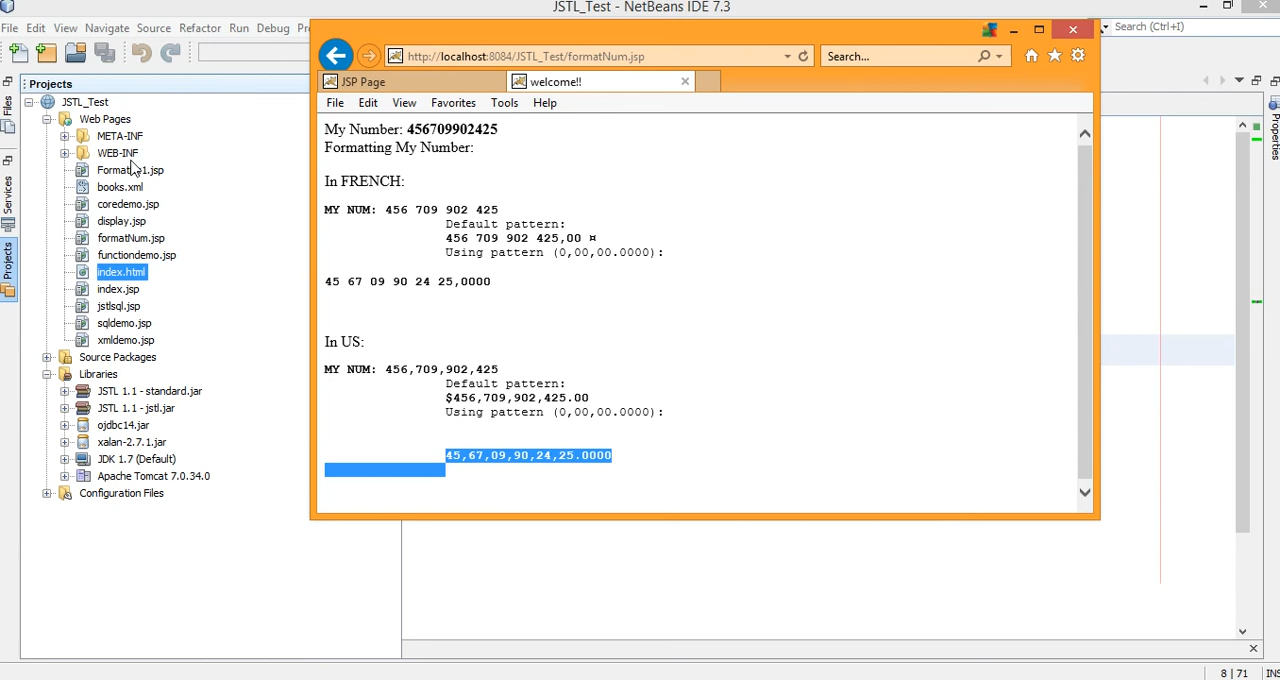 JSTL_Test - NetBeans IDE 7.3
File Edit View Navigate Source Refactor Run Debug
Search (Ctrl+I)
http://localhost:8084/JSTL_Test/formatNum.jsp
Search...
JSP Page
welcome!!
File Edit View Favorites Tools Help
Projects
JSTL_Test
Web Pages
META-INF
WEB-INF
books.xml
coredemo.jsp
display.jsp
formatNum.jsp
functiondemo.jsp
index.html
index.jsp
jstlsql.jsp
sqldemo.jsp
xmldemo.jsp
Source Packages
Libraries
JSTL 1.1 - standard.jar
JSTL 1.1 - jstl.jar
ojdbc14.jar
xalan-2.7.1.jar
JDK 1.7 (Default)
Apache Tomcat 7.0.34.0
Configuration Files
Files
Services
Projects
My Number: 456709902425
Formatting My Number:
In FRENCH:
MY NUM: 456 709 902 425
Default pattern:
456 709 902 425,00 ¤
Using pattern (0,00,00.0000):
45 67 09 90 24 25,0000
In US:
MY NUM: 456,709,902,425
Default pattern:
$456,709,902,425.00
Using pattern (0,00,00.0000):
45,67,09,90,24,25.0000
Properties
8 | 71 INS